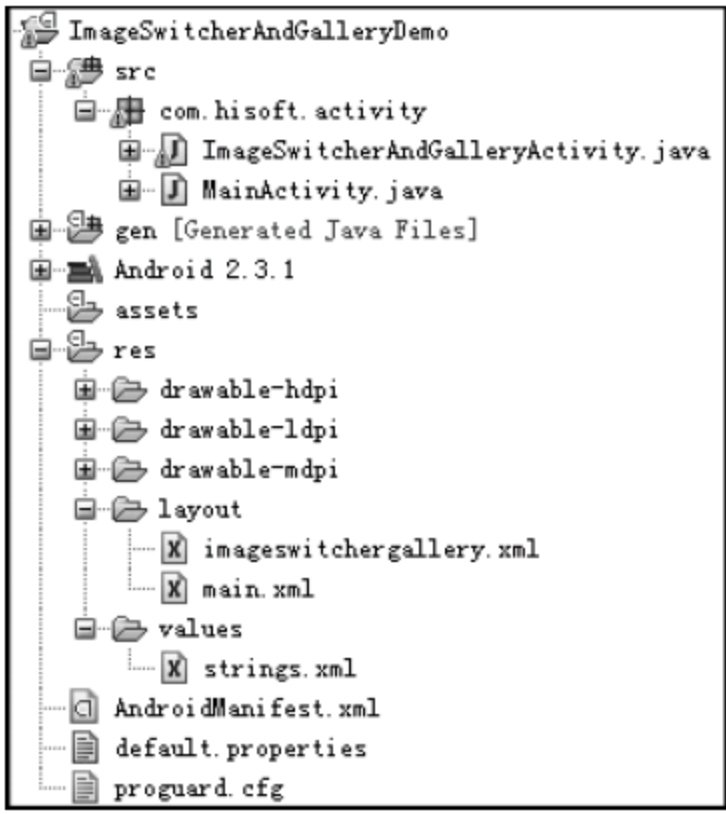 ImageSwitcherAndGalleryDemo
src
com.hisoft.activity
ImageSwitcherAndGalleryActivity.java
MainActivity.java
gen [Generated Java Files]
Android 2.3.1
assets
res
drawable-hdpi
drawable-ldpi
drawable-mdpi
layout
imageswitchergallery.xml
main.xml
values
strings.xml
AndroidManifest.xml
default.properties
proguard.cfg